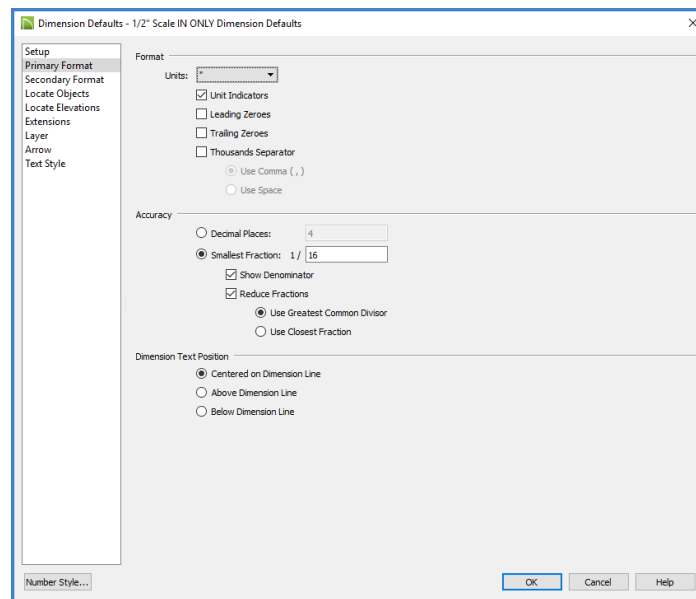 Dimension Defaults - 1/2" Scale IN ONLY Dimension Defaults
Setup
Primary Format
Secondary Format
Locate Objects
Locate Elevations
Extensions
Layer
Arrow
Text Style
Format
Units: "
Unit Indicators
Leading Zeroes
Trailing Zeroes
Thousands Separator
Use Comma ( , )
Use Space
Accuracy
Decimal Places: 4
Smallest Fraction: 1 / 16
Show Denominator
Reduce Fractions
Use Greatest Common Divisor
Use Closest Fraction
Dimension Text Position
Centered on Dimension Line
Above Dimension Line
Below Dimension Line
Number Style... OK Cancel Help